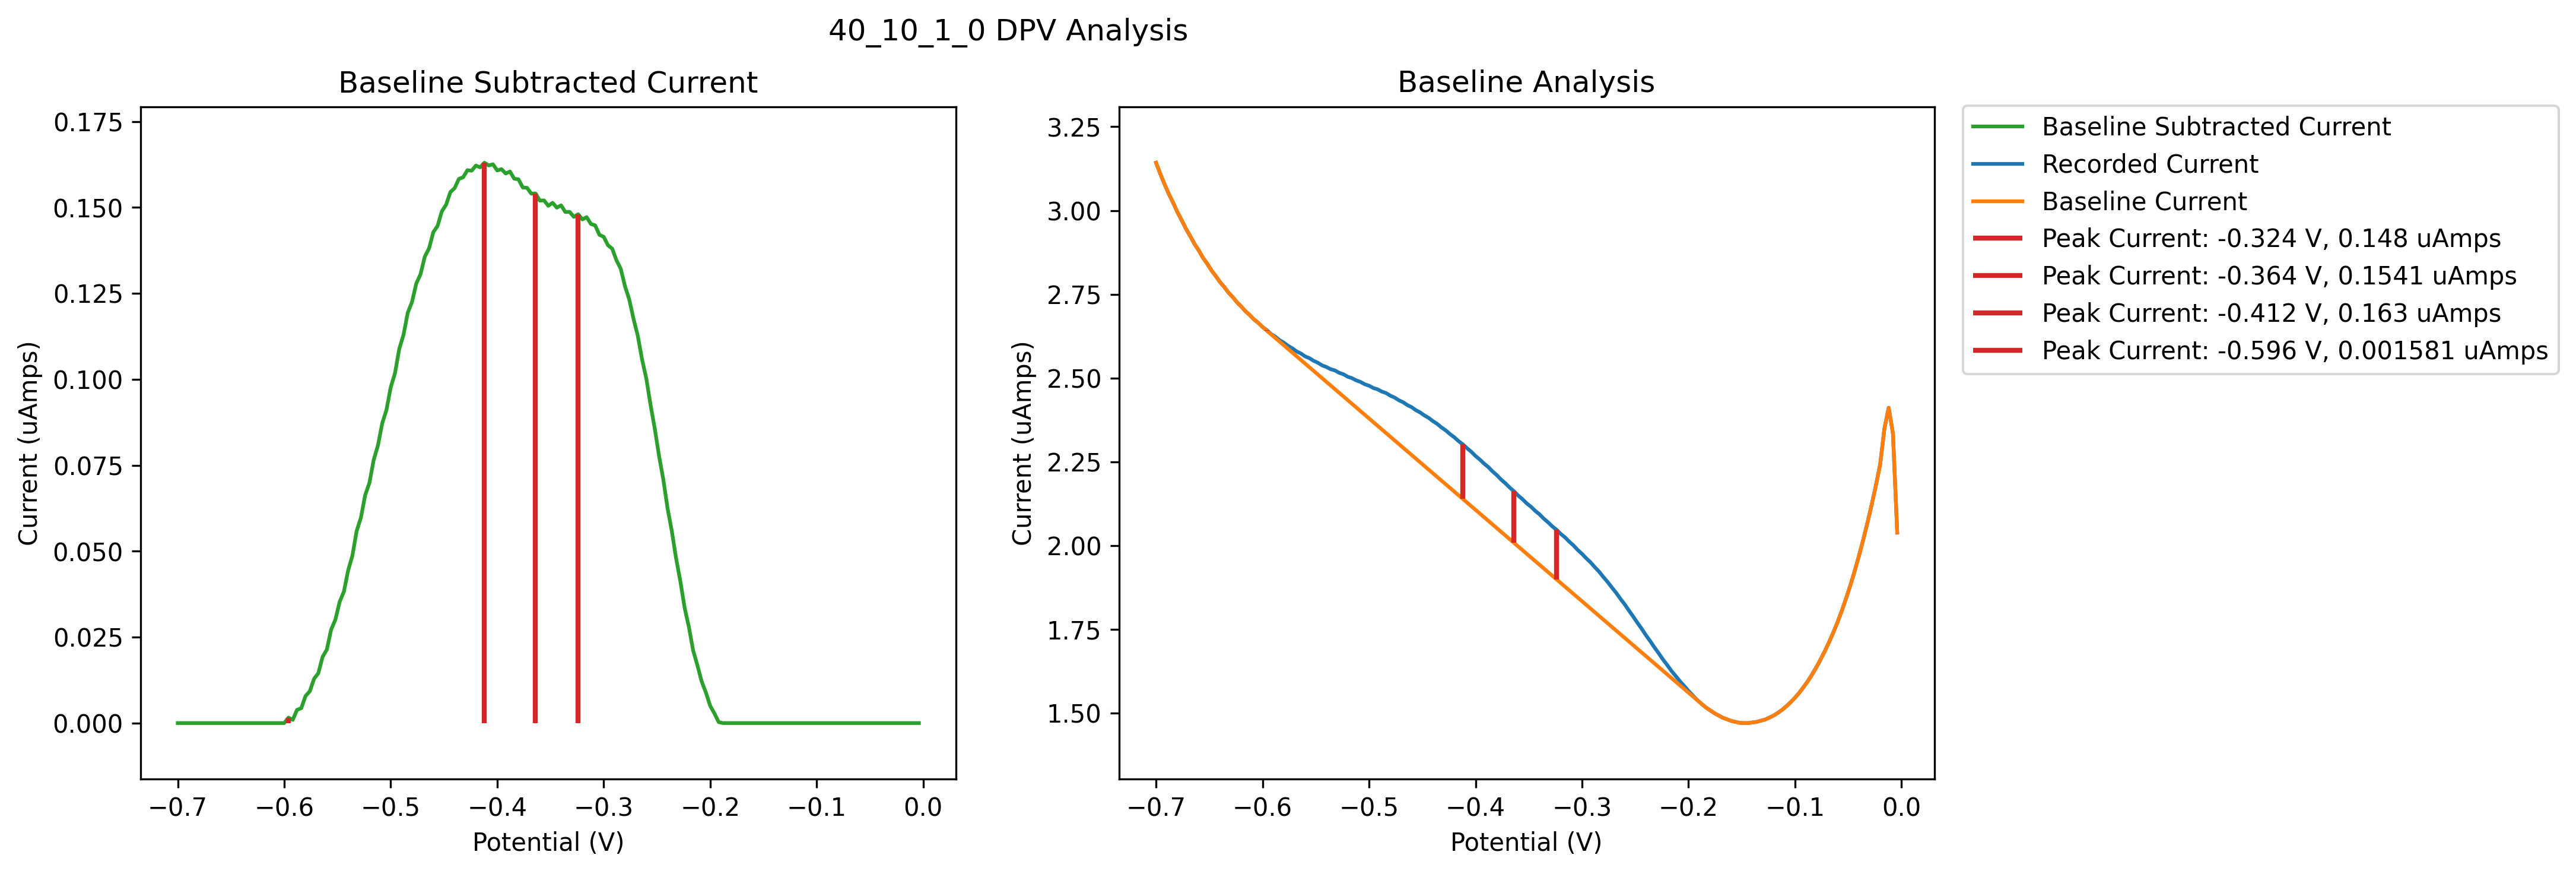 40_10_1_0 DPV Analysis
Baseline Subtracted Current
0.175
0.150
0.125
0.100
0.075
0.050
0.025
0.000
Current (uAmps)
−0.7 −0.6 −0.5 −0.4 −0.3 −0.2 −0.1 0.0
Potential (V)
Baseline Analysis
3.25
3.00
2.75
2.50
2.25
2.00
1.75
1.50
Current (uAmps)
−0.7 −0.6 −0.5 −0.4 −0.3 −0.2 −0.1 0.0
Potential (V)
Baseline Subtracted Current
Recorded Current
Baseline Current
Peak Current: -0.324 V, 0.148 uAmps
Peak Current: -0.364 V, 0.1541 uAmps
Peak Current: -0.412 V, 0.163 uAmps
Peak Current: -0.596 V, 0.001581 uAmps